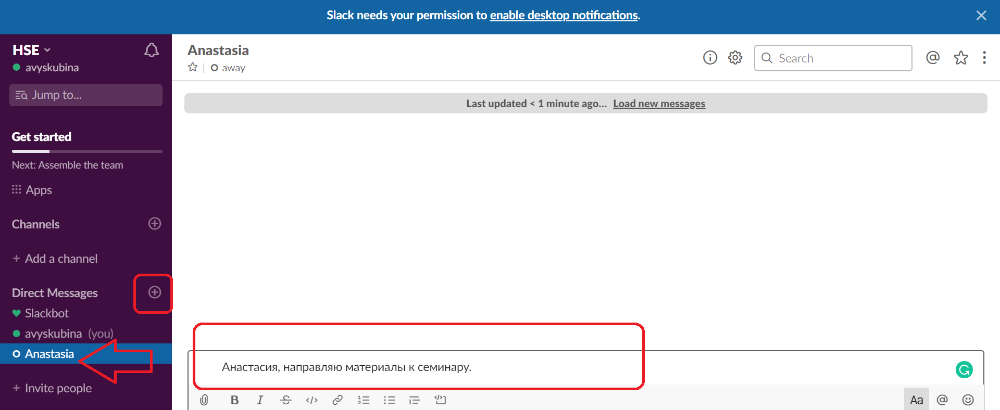 Slack needs your permission to enable desktop notifications.
HSE
avyskubina
Jump to...
Get started
Next: Assemble the team
Apps
Channels
+ Add a channel
Direct Messages
Slackbot
avyskubina (you)
Anastasia
+ Invite people
Anastasia
away
Search
Last updated < 1 minute ago... Load new messages
Анастасия, направляю материалы к семинару.
B I S </>
Aa @